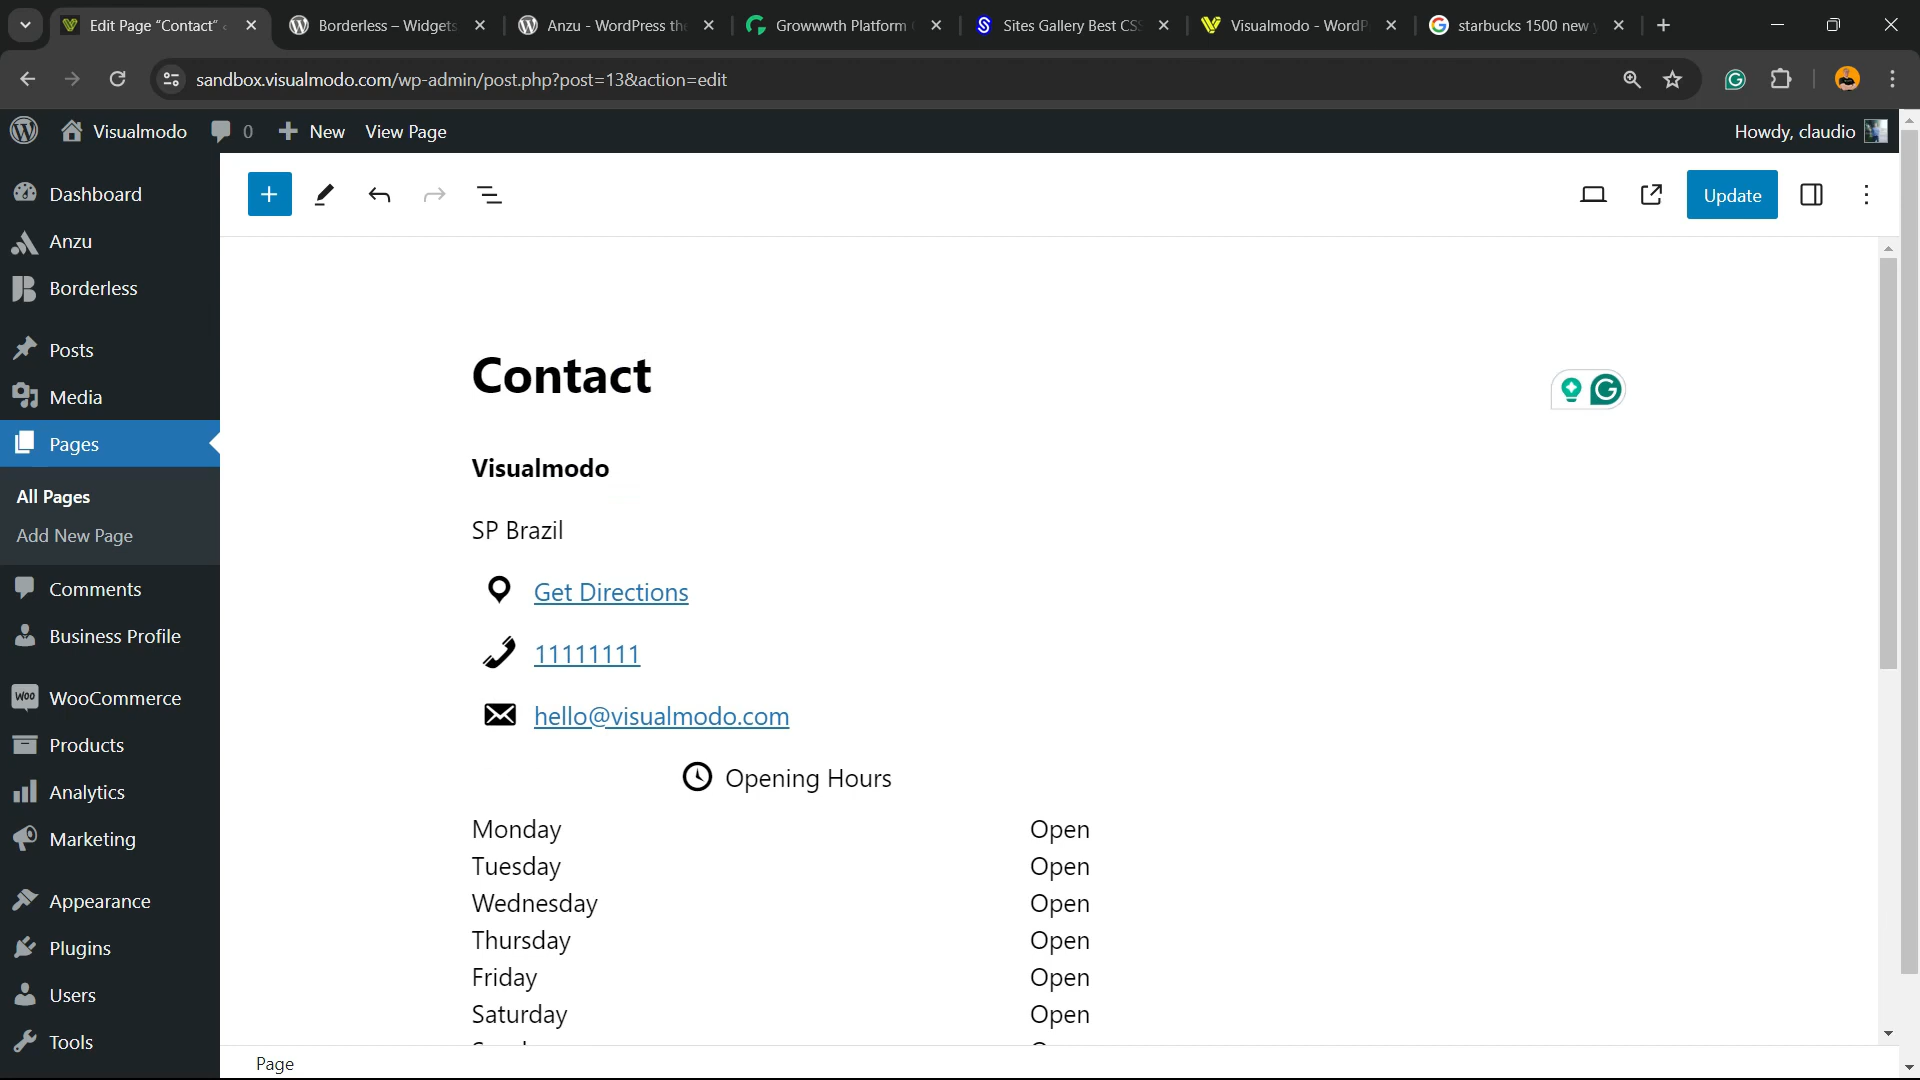 Edit Page “Contact”
Borderless – Widgets
Anzu - WordPress the
Growwwth Platform
Sites Gallery Best CSS
Visualmodo - WordP
starbucks 1500 new
sandbox.visualmodo.com/wp-admin/post.php?post=13&action=edit
Visualmodo
0
New
View Page
Howdy, claudio
Dashboard
Anzu
Borderless
Posts
Media
Pages
All Pages
Add New Page
Comments
Business Profile
WOO WooCommerce
Products
Analytics
Marketing
Appearance
Plugins
Users
Tools
Update
Contact
Visualmodo
SP Brazil
Get Directions
11111111
hello@visualmodo.com
Opening Hours
Monday Open
Tuesday Open
Wednesday Open
Thursday Open
Friday Open
Saturday Open
Page